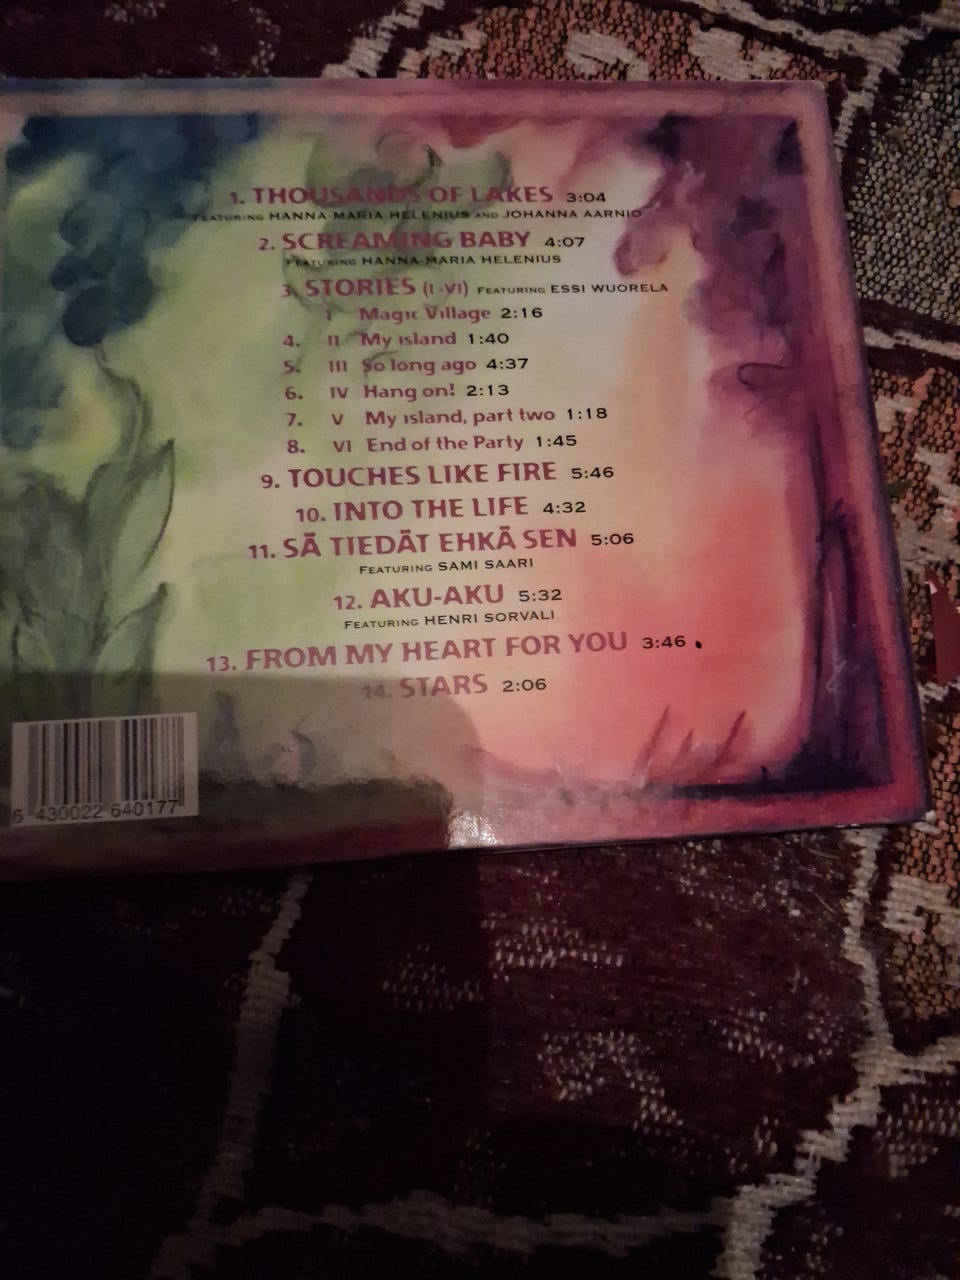 1. THOUSANDS OF LAKES 3:04
FEATURING HANNA-MARIA HELENIUS AND JOHANNA AARNIO
2. SCREAMING BABY 4:07
FEATURING HANNA-MARIA HELENIUS
3. STORIES (I-VI) FEATURING ESSI WUORELA
I Magic Village 2:16
4. II My island 1:40
5. III So long ago 4:37
6. IV Hang on! 2:13
7. V My island, part two 1:18
8. VI End of the Party 1:45
9. TOUCHES LIKE FIRE 5:46
10. INTO THE LIFE 4:32
11. SÄ TIEDÄT EHKÄ SEN 5:06
FEATURING SAMI SAARI
12. AKU-AKU 5:32
FEATURING HENRI SORVALI
13. FROM MY HEART FOR YOU 3:46
14. STARS 2:06
6 430022 640177